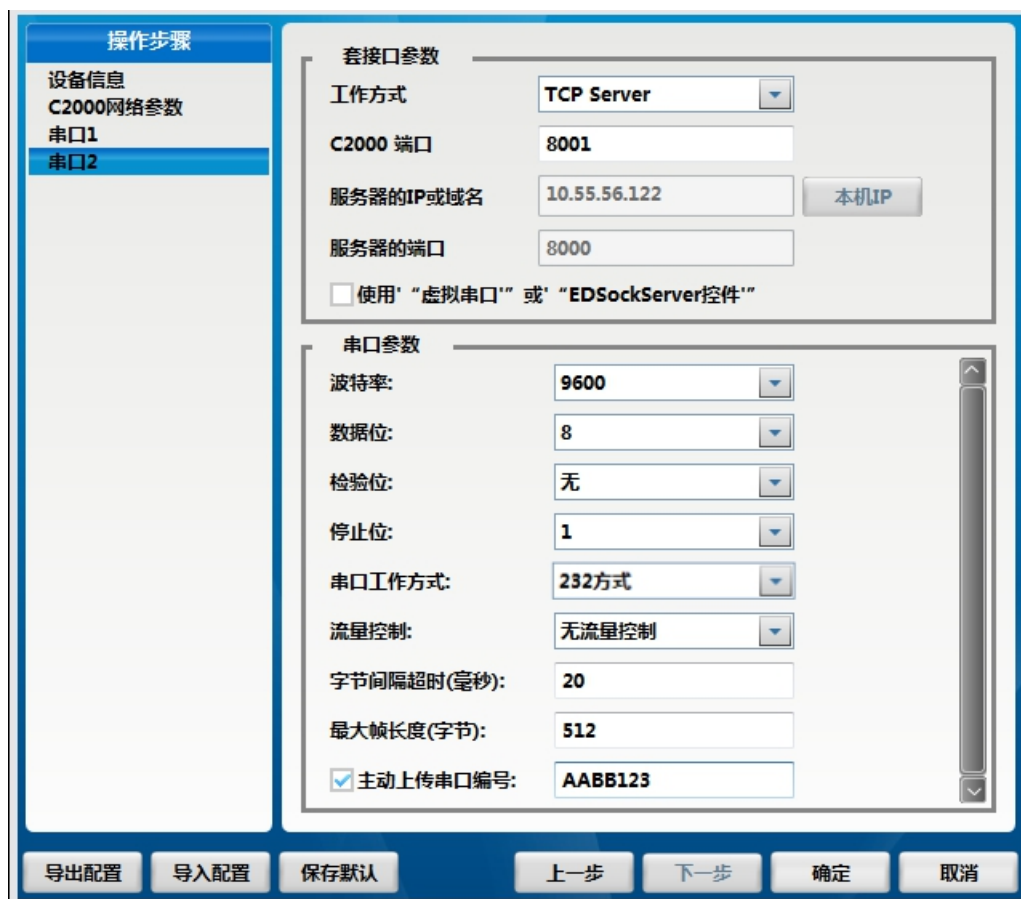 操作步骤
设备信息
C2000网络参数
串口1
串口2
套接口参数
工作方式 TCP Server
C2000 端口 8001
服务器的IP或域名 10.55.56.122 本机IP
服务器的端口 8000
使用' “虚拟串口'” 或' “EDSockServer控件'”
串口参数
波特率: 9600
数据位: 8
检验位: 无
停止位: 1
串口工作方式: 232方式
流量控制: 无流量控制
字节间隔超时(毫秒): 20
最大帧长度(字节): 512
主动上传串口编号: AABB123
导出配置 导入配置 保存默认 上一步 下一步 确定 取消